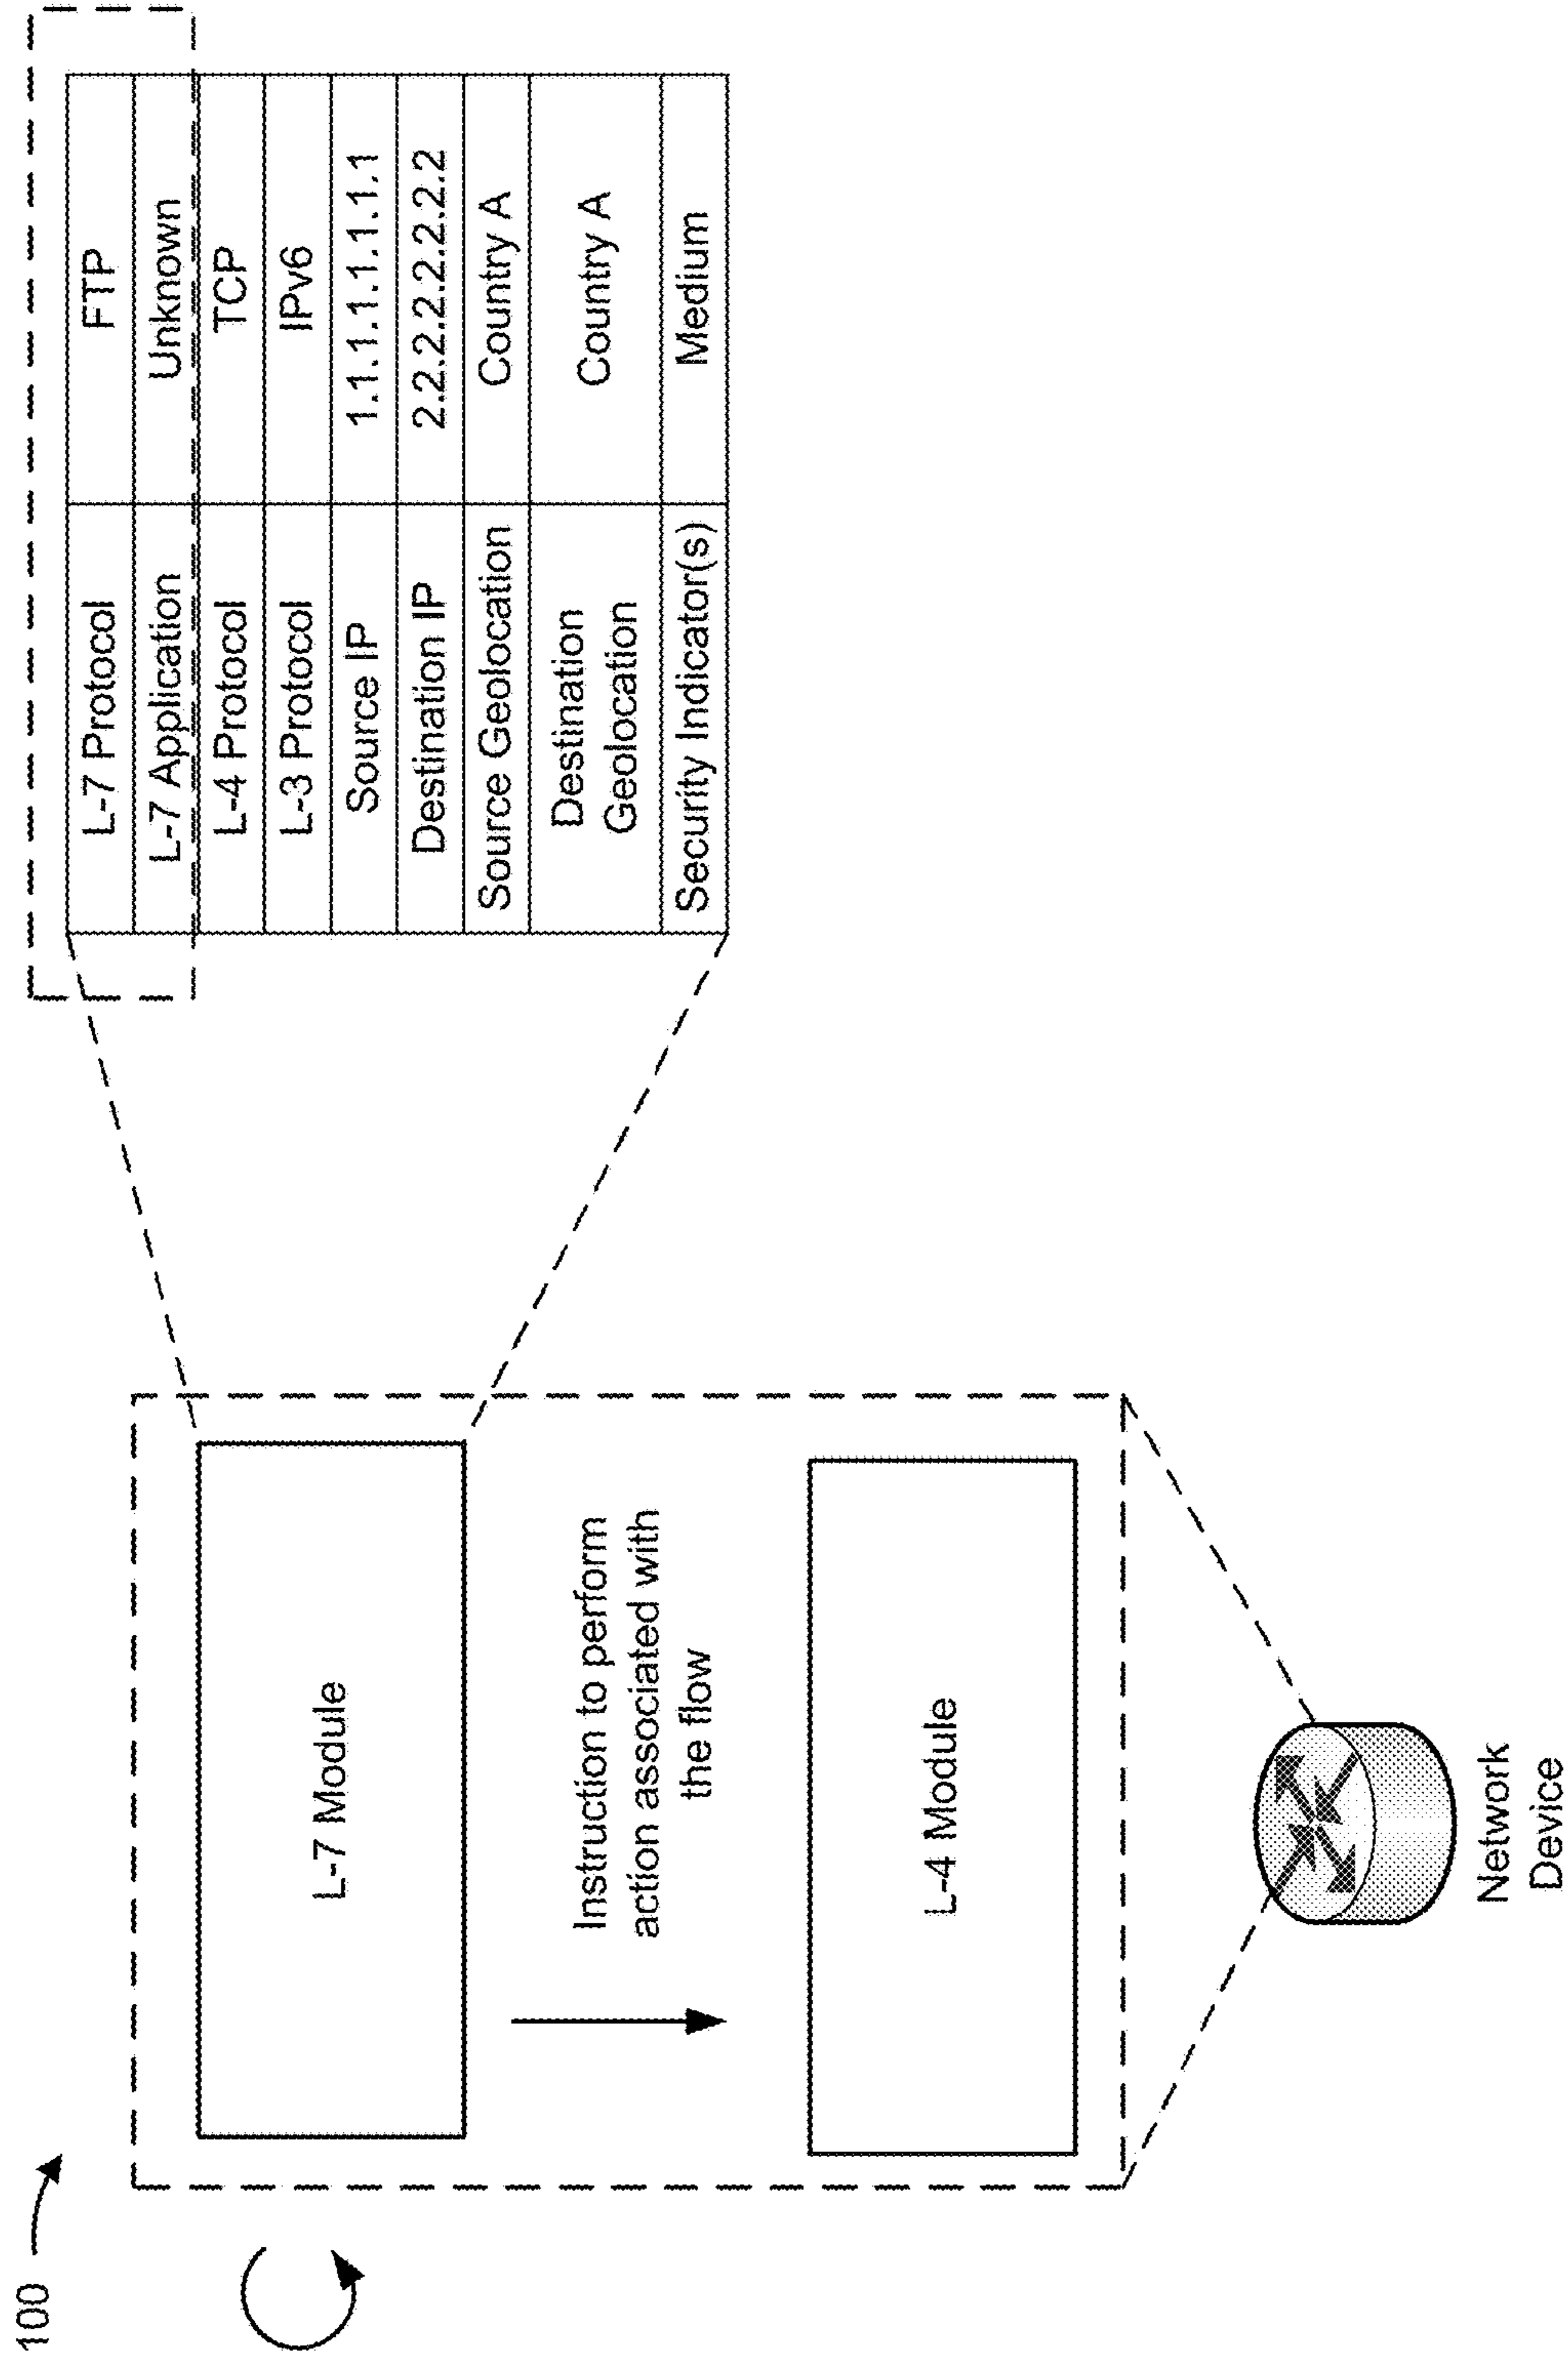 100
L-7 Module
Instruction to perform
action associated with
the flow
L-4 Module
Network
Device
L-7 Protocol FTP
L-7 Application Unknown
L-4 Protocol TCP
L-3 Protocol IPv6
Source IP 1.1.1.1.1.1.1.1
Destination IP 2.2.2.2.2.2.2.2
Source Geolocation Country A
Destination
Geolocation
Country A
Security Indicator(s) Medium